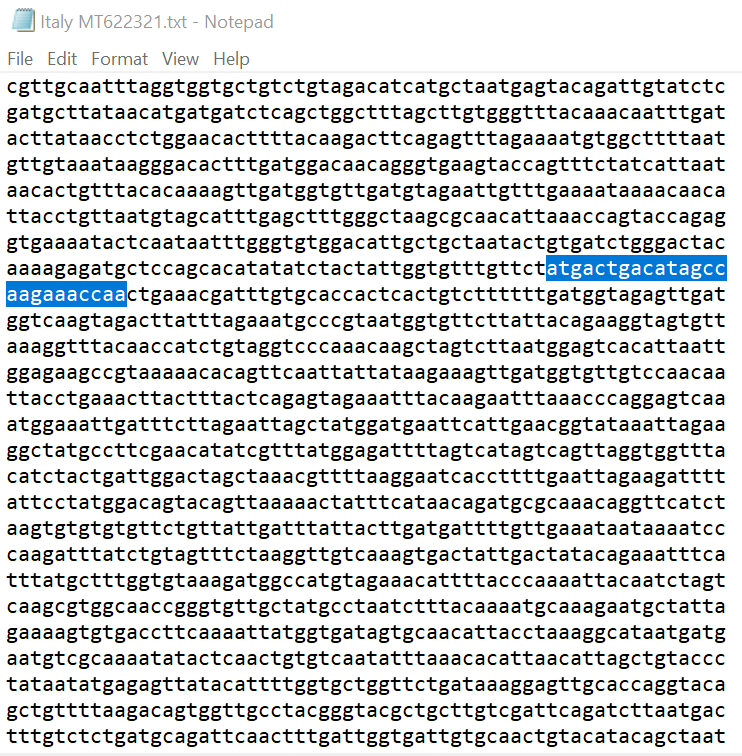 Italy MT622321.txt - Notepad
File Edit Format View Help
cgttgcaatttaggtggtgctgtctgtagacatcatgctaatgagtacagattgtatctc
gatgcttataacatgatgatctcagctggctttagcttgtgggtttacaaacaatttgat
acttataacctctggaacacttttacaagacttcagagtttagaaaatgtggcttttaat
gttgtaaataagggacactttgatggacaacagggtgaagtaccagtttctatcattaat
aacactgtttacacaaaagttgatggtgttgatgtagaattgtttgaaaataaaacaaca
ttacctgttaatgtagcatttgagctttgggctaagcgcaacattaaaccagtaccagag
gtgaaaatactcaataatttgggtgtggacattgctgctaatactgtgatctgggactac
aaaagagatgctccagcacatatatctactattggtgtttgttctatgactgacatagcc
aagaaaccaactgaaacgatttgtgcaccactcactgtcttttttgatggtagagttgat
ggtcaagtagacttatttagaaatgcccgtaatggtgttcttattacagaaggtagtgtt
aaaggtttacaaccatctgtaggtcccaaacaagctagtcttaatggagtcacattaatt
ggagaagccgtaaaaacacagttcaattattataagaaagttgatggtgttgtccaacaa
ttacctgaaacttactttactcagagtagaaatttacaagaatttaaacccaggagtcaa
atggaaattgatttcttagaattagctatggatgaattcattgaacggtataaattagaa
ggctatgccttcgaacatatcgtttatggagattttagtcatagtcagttaggtggttta
catctactgattggactagctaaacgttttaaggaatcaccttttgaattagaagatttt
attcctatggacagtacagttaaaaactatttcataacagatgcgcaaacaggttcatct
aagtgtgtgtgttctgttattgatttattacttgatgattttgttgaaataataaaatcc
caagatttatctgtagtttctaaggttgtcaaagtgactattgactatacagaaatttca
tttatgctttggtgtaaagatggccatgtagaaacattttacccaaaattacaatctagt
caagcgtggcaaccgggtgttgctatgcctaatctttacaaaatgcaaagaatgctatta
gaaaagtgtgaccttcaaaattatggtgatagtgcaacattacctaaaggcataatgatg
aatgtcgcaaaatatactcaactgtgtcaatatttaaacacattaacattagctgtaccc
tataatatgagagttatacattttggtgctggttctgataaaggagttgcaccaggtaca
gctgttttaagacagtggttgcctacgggtacgctgcttgtcgattcagatcttaatgac
tttgtctctgatgcagattcaactttgattggtgattgtgcaactgtacatacagctaat